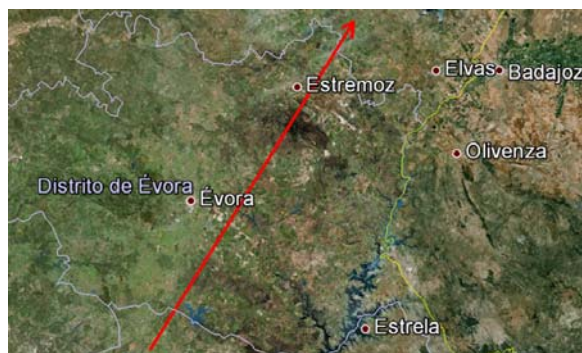 Elvas
Badajoz
Estremoz
Olivenza
Distrito de Évora
Évora
Estrela